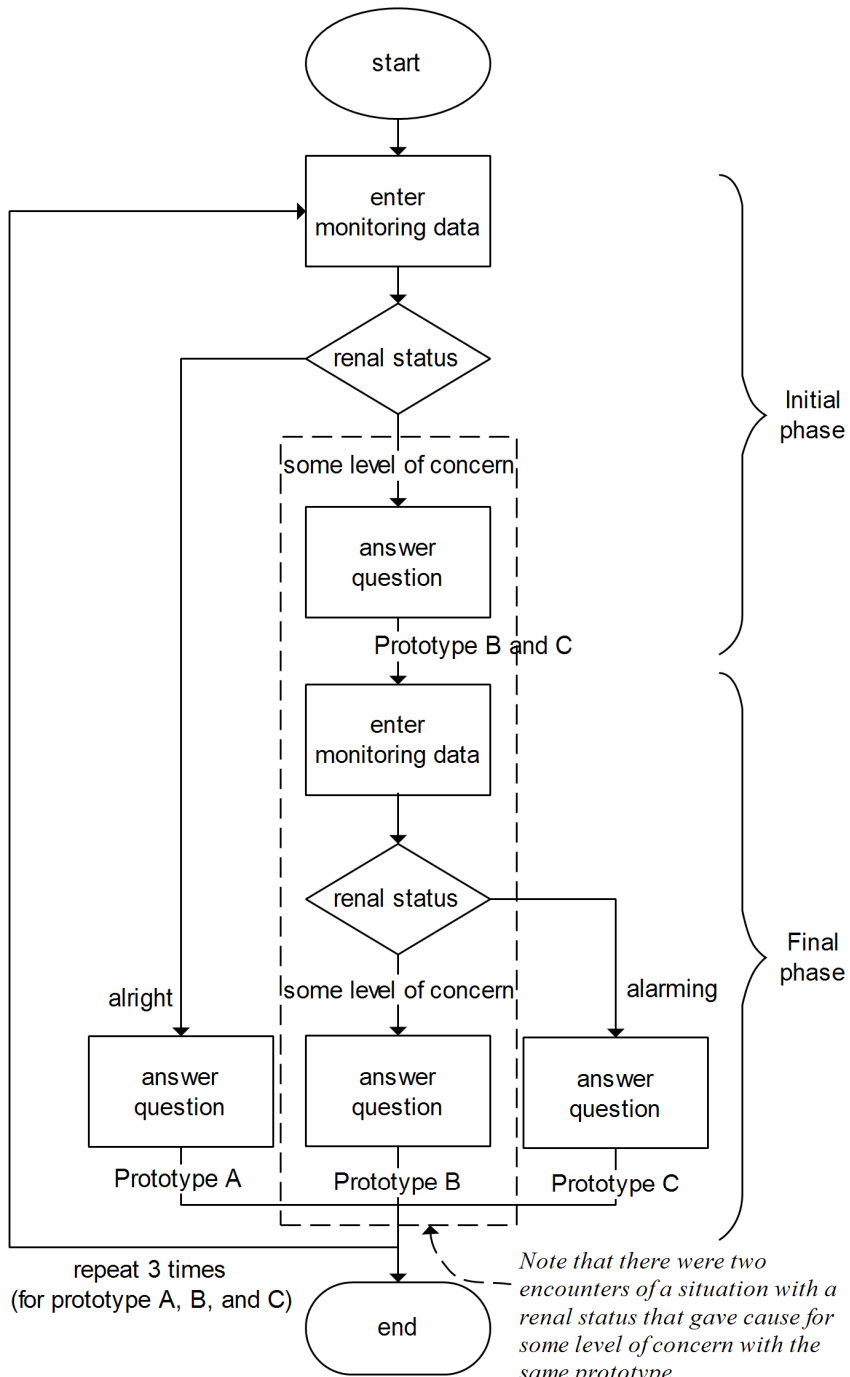 start
enter
monitoring data
renal status
Initial
phase
some level of concern
answer
question
Prototype B and C
enter
monitoring data
renal status
Final
phase
alright
some level of concern
alarming
answer
question
answer
question
answer
question
Prototype A
Prototype B
Prototype C
repeat 3 times
(for prototype A, B, and C)
end
Note that there were two
encounters of a situation with a
renal status that gave cause for
some level of concern with the
same prototype